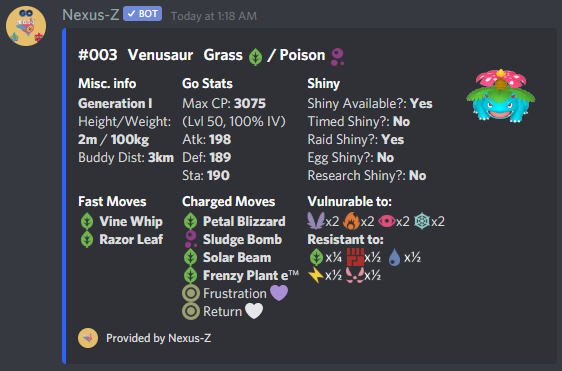 Nexus-Z ✓ BOT Today at 1:18 AM
#003 Venusaur Grass / Poison
Misc. info
Generation I
Height/Weight:
2m / 100kg
Buddy Dist: 3km
Go Stats
Max CP: 3075
(Lvl 50, 100% IV)
Atk: 198
Def: 189
Sta: 190
Shiny
Shiny Available?: Yes
Timed Shiny?: No
Raid Shiny?: Yes
Egg Shiny?: No
Research Shiny?: No
Fast Moves
Vine Whip
Razor Leaf
Charged Moves
Petal Blizzard
Sludge Bomb
Solar Beam
Frenzy Plant e™
Frustration
Return
Vulnurable to:
x2 x2 x2 x2
Resistant to:
x¼ x½ x½
x½ x½
Provided by Nexus-Z